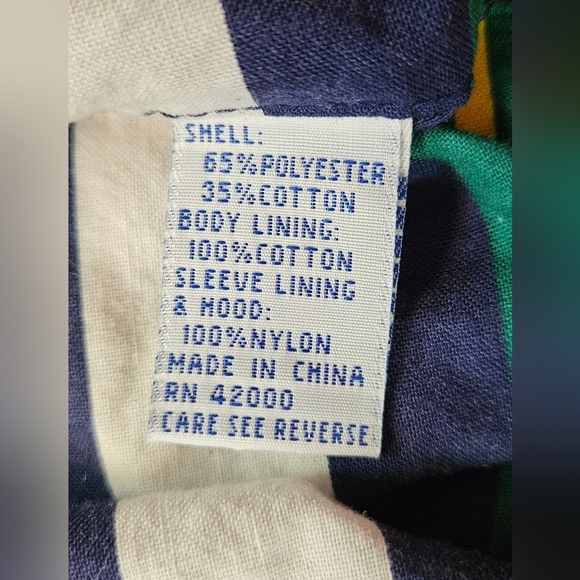 SHELL:
65%POLYESTER
35%COTTON
BODY LINING:
100%COTTON
SLEEVE LINING
& HOOD:
100%NYLON
MADE IN CHINA
RN 42000
CARE SEE REVERSE